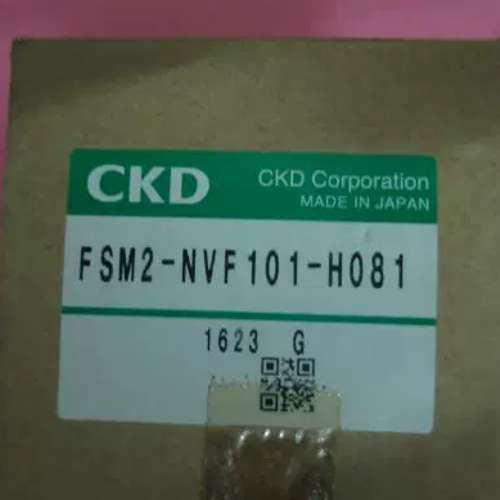 CKD
CKD Corporation
MADE IN JAPAN
FSM2-NVF101-H081
1623 G